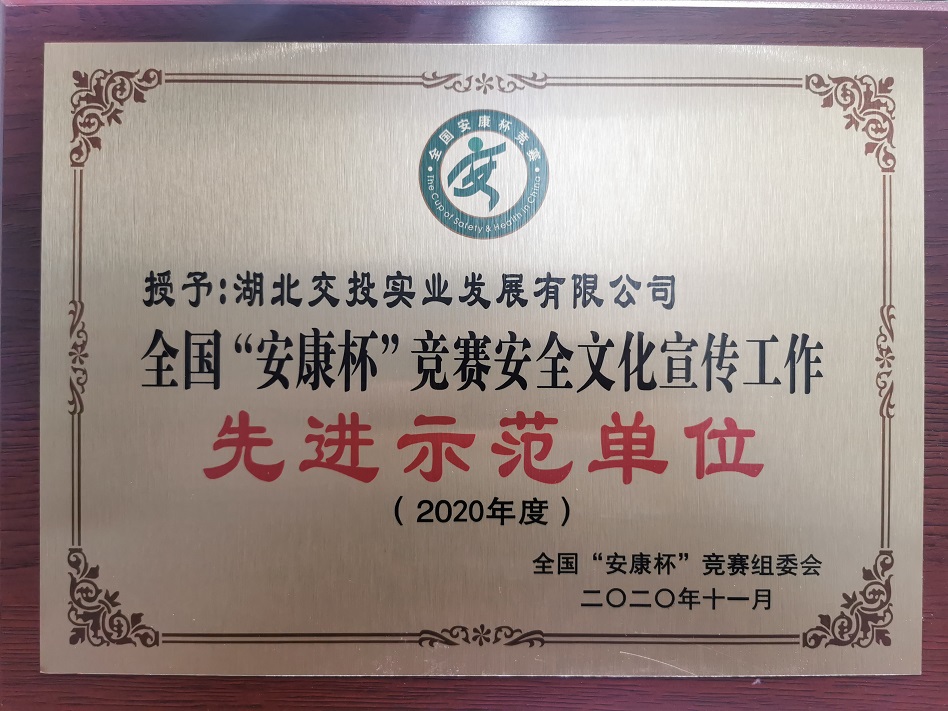 全国安康杯竞赛
The Cup of Safety & Health in China
授予:湖北交投实业发展有限公司
全国“安康杯”竞赛安全文化宣传工作
先进示范单位
(2020年度)
全国“安康杯”竞赛组委会
二〇二〇年十一月